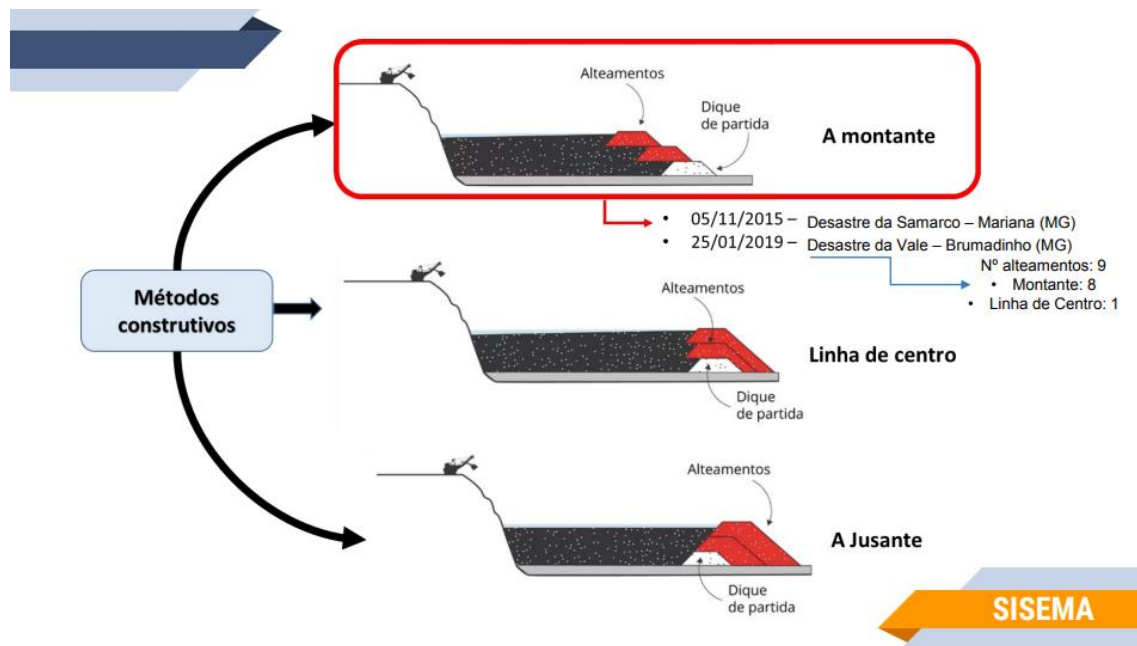 Alteamentos
Dique
de partida
A montante
• 05/11/2015 – Desastre da Samarco – Mariana (MG)
• 25/01/2019 – Desastre da Vale – Brumadinho (MG)
Nº alteamentos: 9
• Montante: 8
• Linha de Centro: 1
Métodos
construtivos
Alteamentos
Linha de centro
Dique
de partida
Alteamentos
A Jusante
Dique
de partida
SISEMA